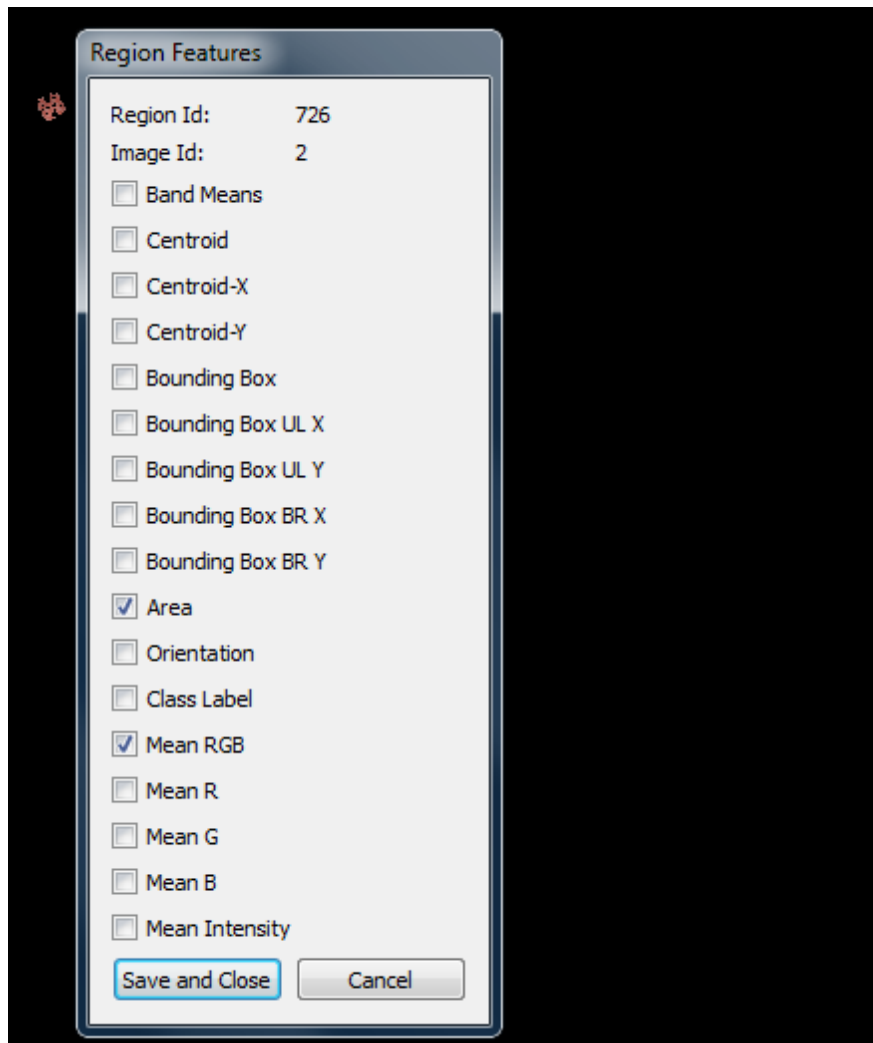 Region Features
Region Id: 726
Image Id: 2
Band Means
Centroid
Centroid-X
Centroid-Y
Bounding Box
Bounding Box UL X
Bounding Box UL Y
Bounding Box BR X
Bounding Box BR Y
Area
Orientation
Class Label
Mean RGB
Mean R
Mean G
Mean B
Mean Intensity
Save and Close Cancel